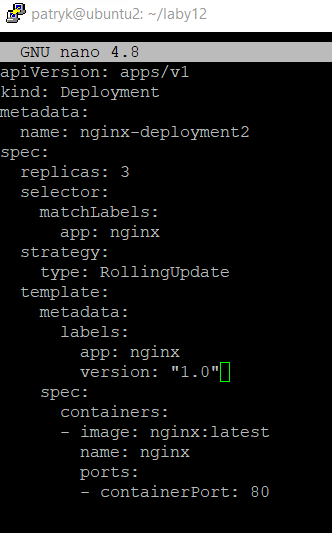 patryk@ubuntu2: ~/laby12
GNU nano 4.8
apiVersion: apps/v1
kind: Deployment
metadata:
  name: nginx-deployment2
spec:
  replicas: 3
  selector:
    matchLabels:
      app: nginx
  strategy:
    type: RollingUpdate
  template:
    metadata:
      labels:
        app: nginx
        version: "1.0"
    spec:
      containers:
      - image: nginx:latest
        name: nginx
        ports:
        - containerPort: 80